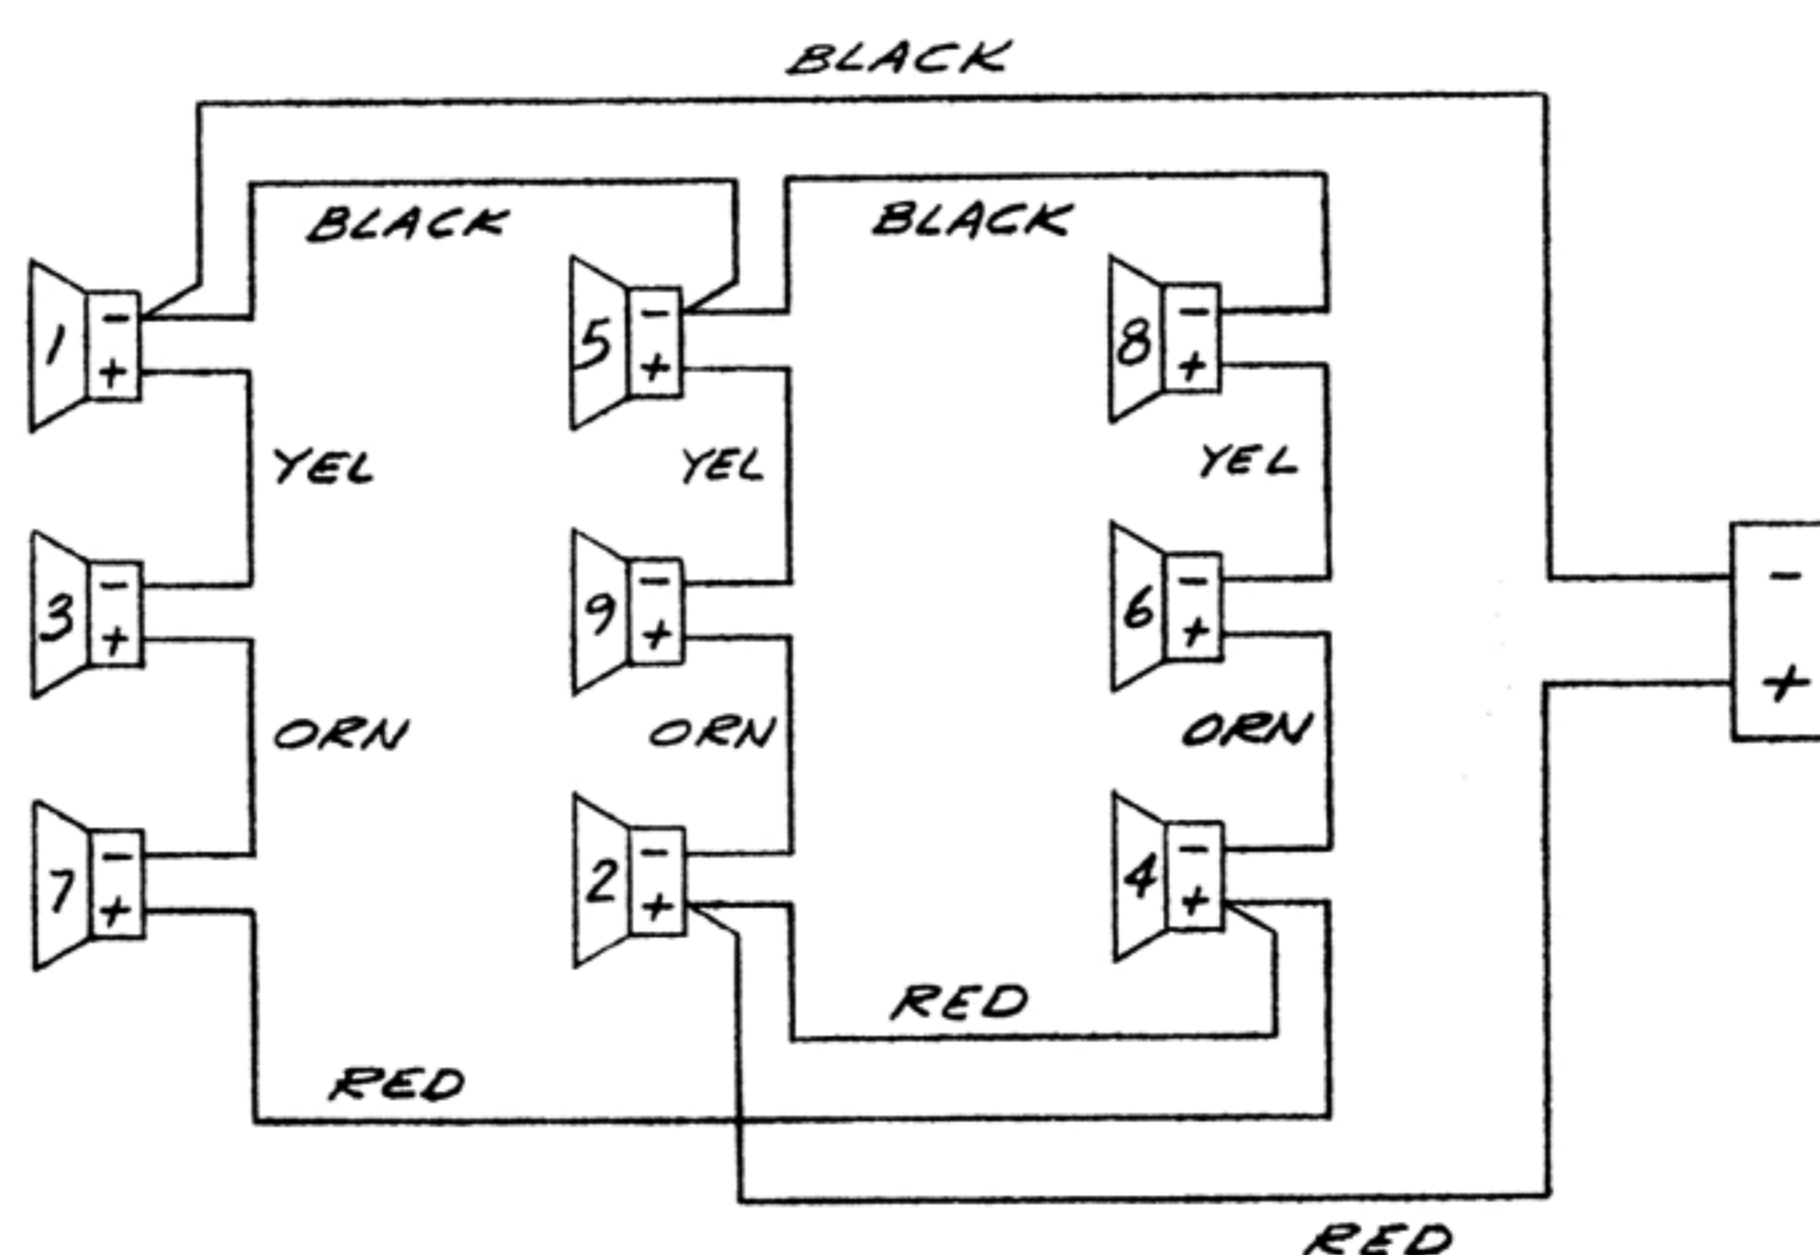 BLACK
BLACK
BLACK
1 - +
5 - +
8 - +
YEL
YEL
YEL
3 - +
9 - +
6 - +
- +
ORN
ORN
ORN
7 - +
2 - +
4 - +
RED
RED
RED